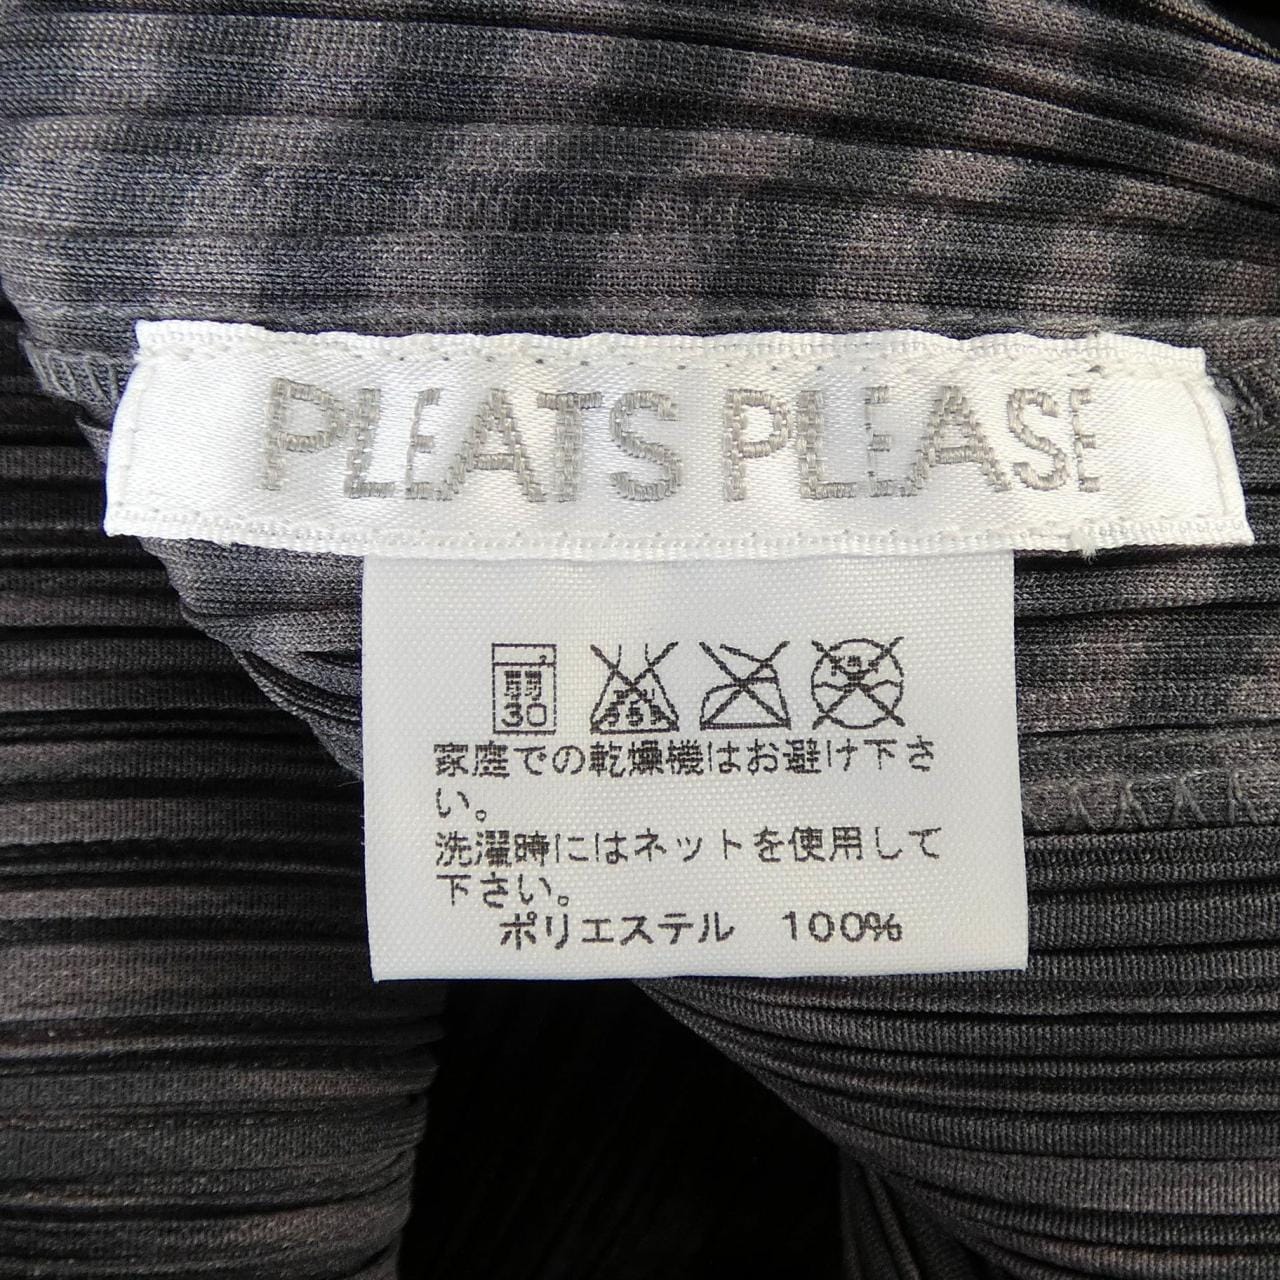 PLEATS PLEASE
弱
30
家庭での乾燥機はお避け下さ
い。
洗濯時にはネットを使用して
下さい。
ポリエステル 100%